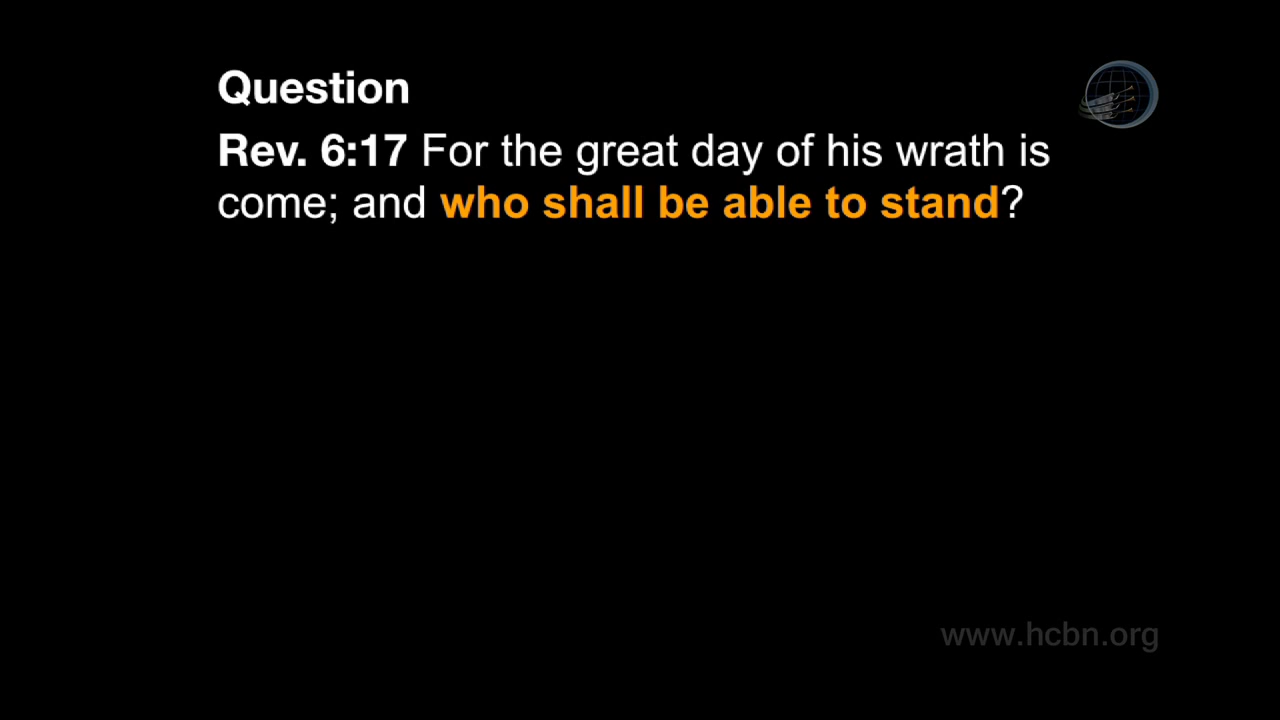 Question
Rev. 6:17 For the great day of his wrath is
come; and who shall be able to stand?
www.hcbn.org